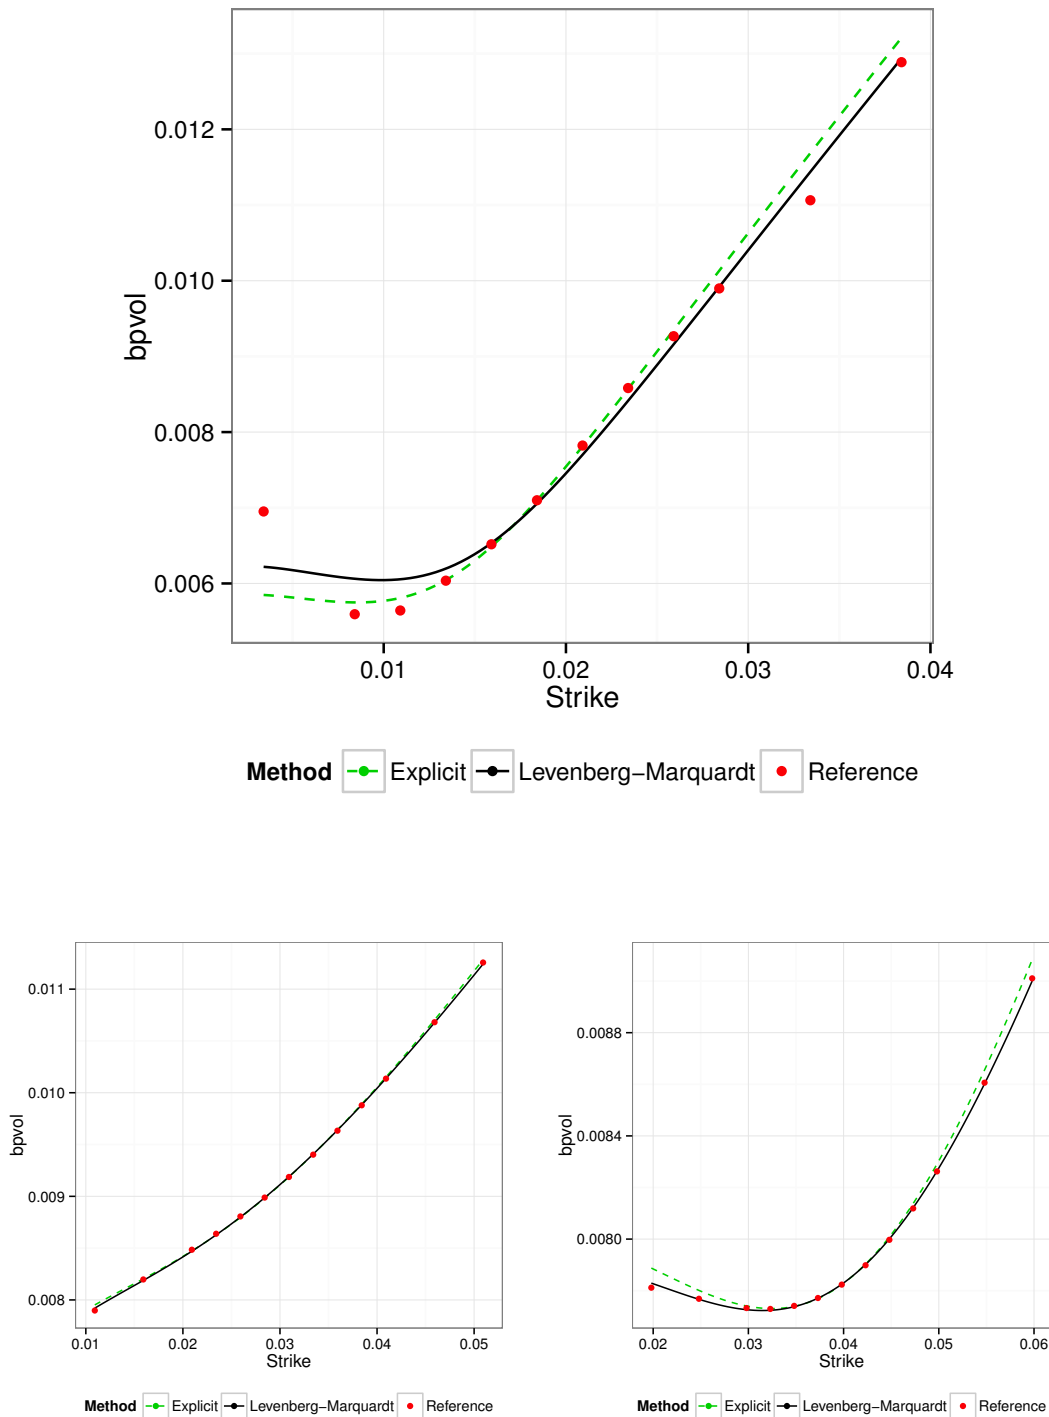 0.012
0.010
0.008
0.006
bpvol
0.01 0.02 0.03 0.04
Strike
Method Explicit Levenberg−Marquardt Reference
0.011
0.010
0.009
0.008
bpvol
0.01 0.02 0.03 0.04 0.05
Strike
Method Explicit Levenberg−Marquardt Reference
0.0088
0.0084
0.0080
bpvol
0.02 0.03 0.04 0.05 0.06
Strike
Method Explicit Levenberg−Marquardt Reference